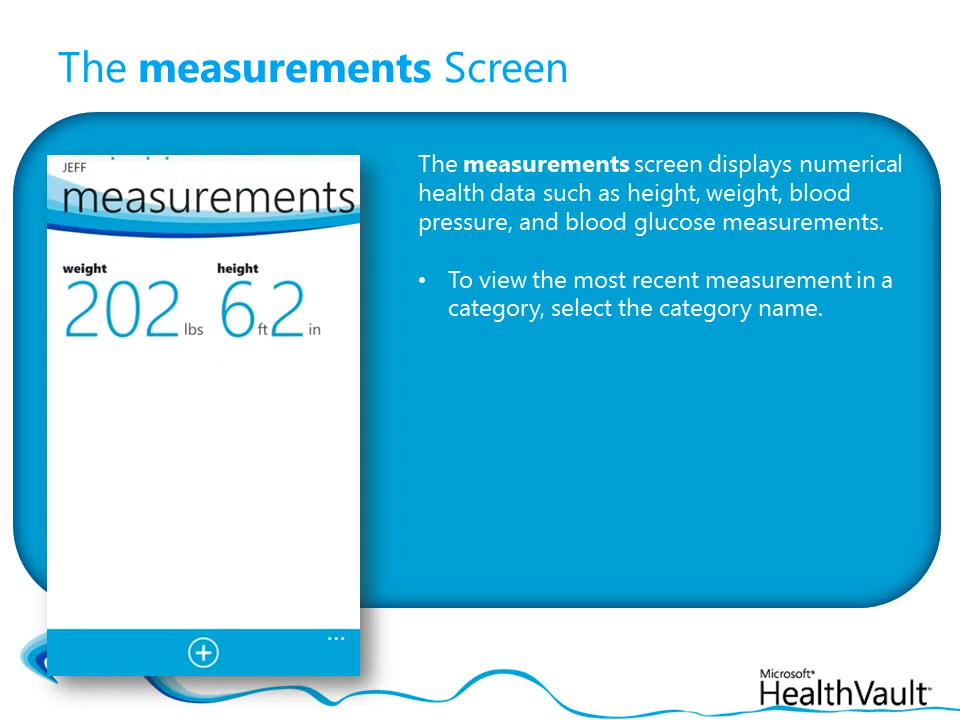 The measurements Screen
JEFF
measurements
weight
202 lbs
height
6 ft 2 in
The measurements screen displays numerical
health data such as height, weight, blood
pressure, and blood glucose measurements.
• To view the most recent measurement in a
category, select the category name.
Microsoft®
HealthVault™